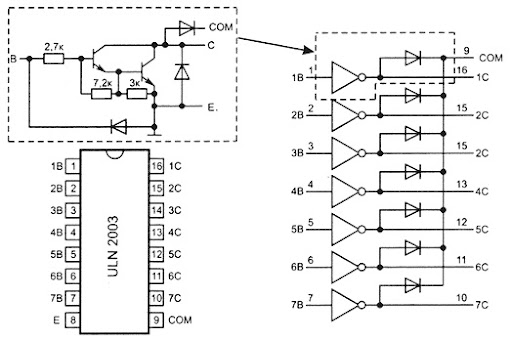 COM
C
B 2,7к
7,2к 3к
E.
1B 1 16 1C
2B 2 15 2C
3B 3 14 3C
4B 4 13 4C
5B 5 12 5C
6B 6 11 6C
7B 7 10 7C
E 8 9 COM
ULN 2003
9 COM
1B 1 16 1C
2B 2 15 2C
3B 3 15 2C
4B 4 13 4C
5B 5 12 5C
6B 6 11 6C
7B 7 10 7C